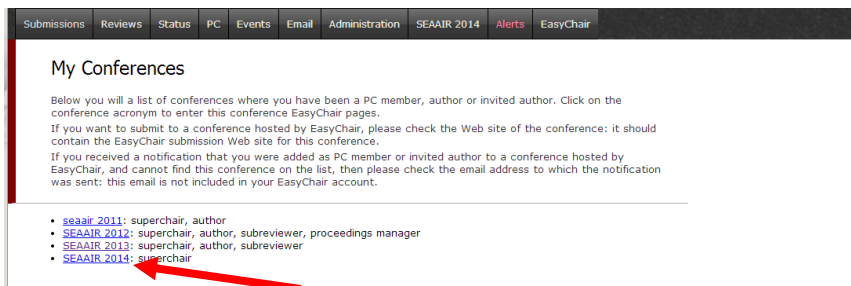 Submissions Reviews Status PC Events Email Administration SEAAIR 2014 Alerts EasyChair
My Conferences
Below you will a list of conferences where you have been a PC member, author or invited author. Click on the
conference acronym to enter this conference EasyChair pages.
If you want to submit to a conference hosted by EasyChair, please check the Web site of the conference: it should
contain the EasyChair submission Web site for this conference.
If you received a notification that you were added as PC member or invited author to a conference hosted by
EasyChair, and cannot find this conference on the list, then please check the email address to which the notification
was sent: this email is not included in your EasyChair account.
• seaair 2011: superchair, author
• SEAAIR 2012: superchair, author, subreviewer, proceedings manager
• SEAAIR 2013: superchair, author, subreviewer
• SEAAIR 2014: superchair